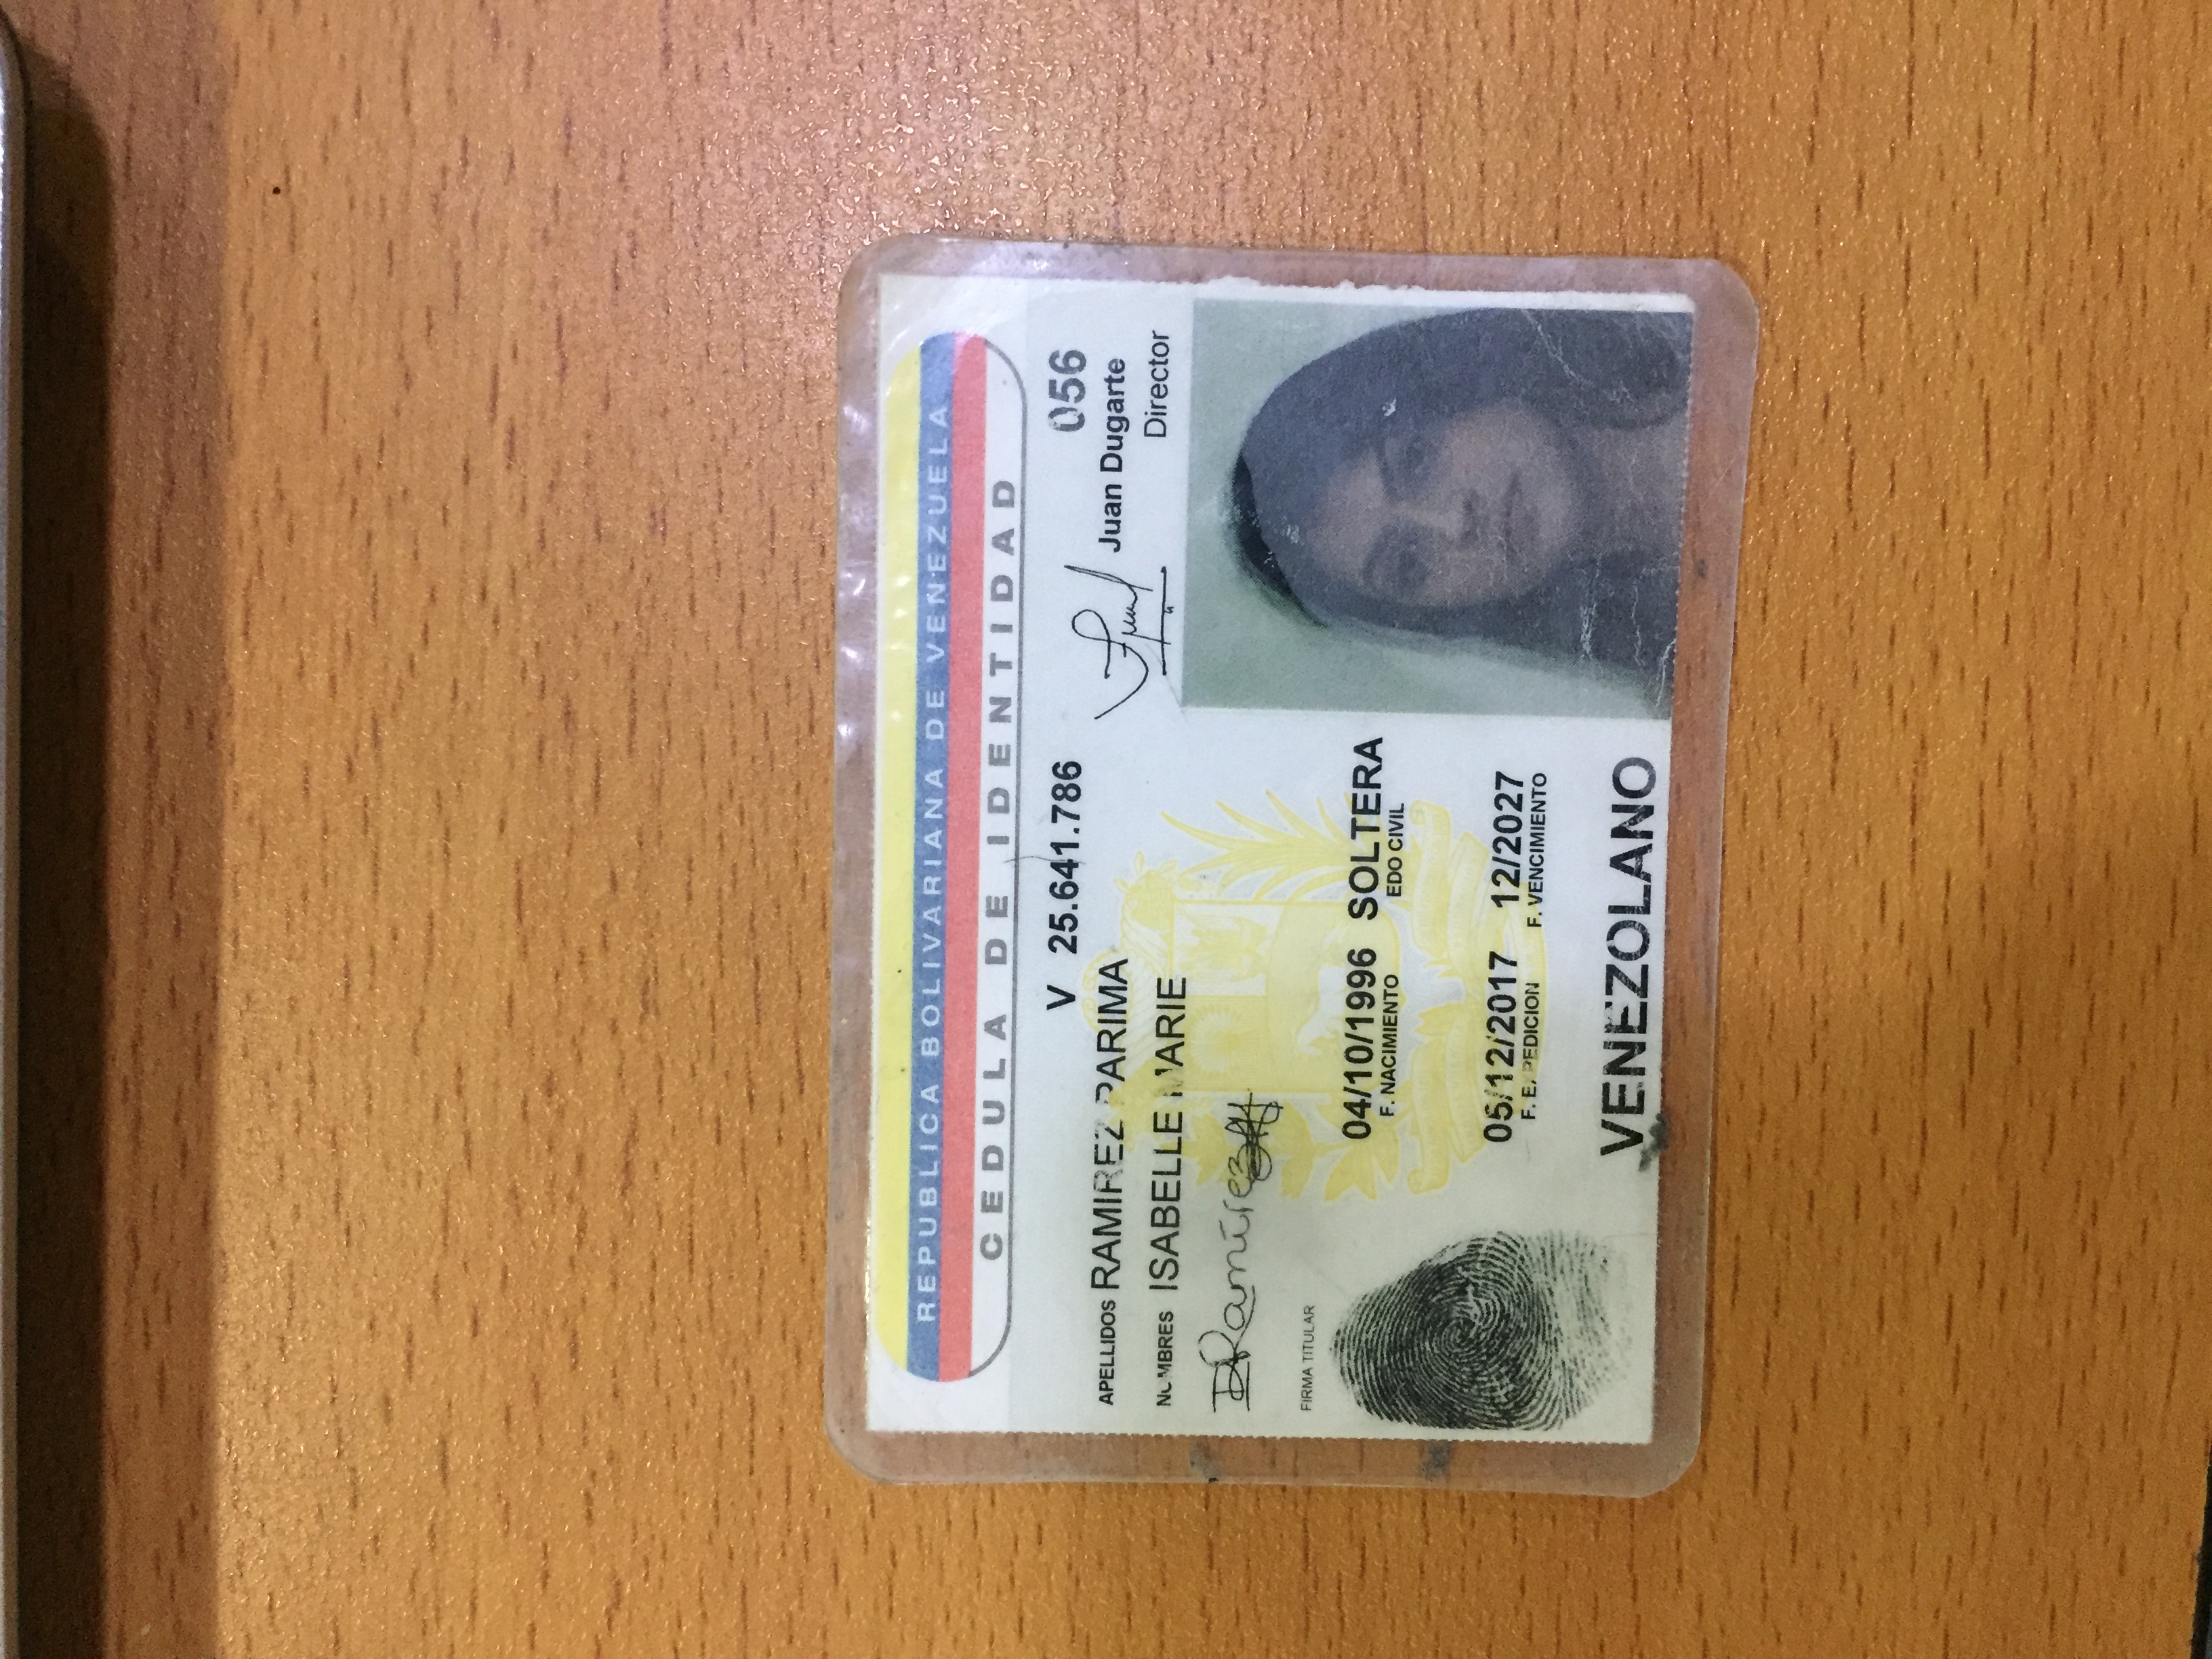 REPUBLICA BOLIVARIANA DE VENEZUELA
CEDULA DE IDENTIDAD
V 25.641.786
056
APELLIDOS RAMIREZ PARIMA
Juan Dugarte
Director
NOMBRES ISABELLE MARIE
Ramírez
FIRMA TITULAR
04/10/1996 SOLTERA
F. NACIMIENTO EDO CIVIL
05/12/2017 12/2027
F. EXPEDICION F. VENCIMIENTO
VENEZOLANO